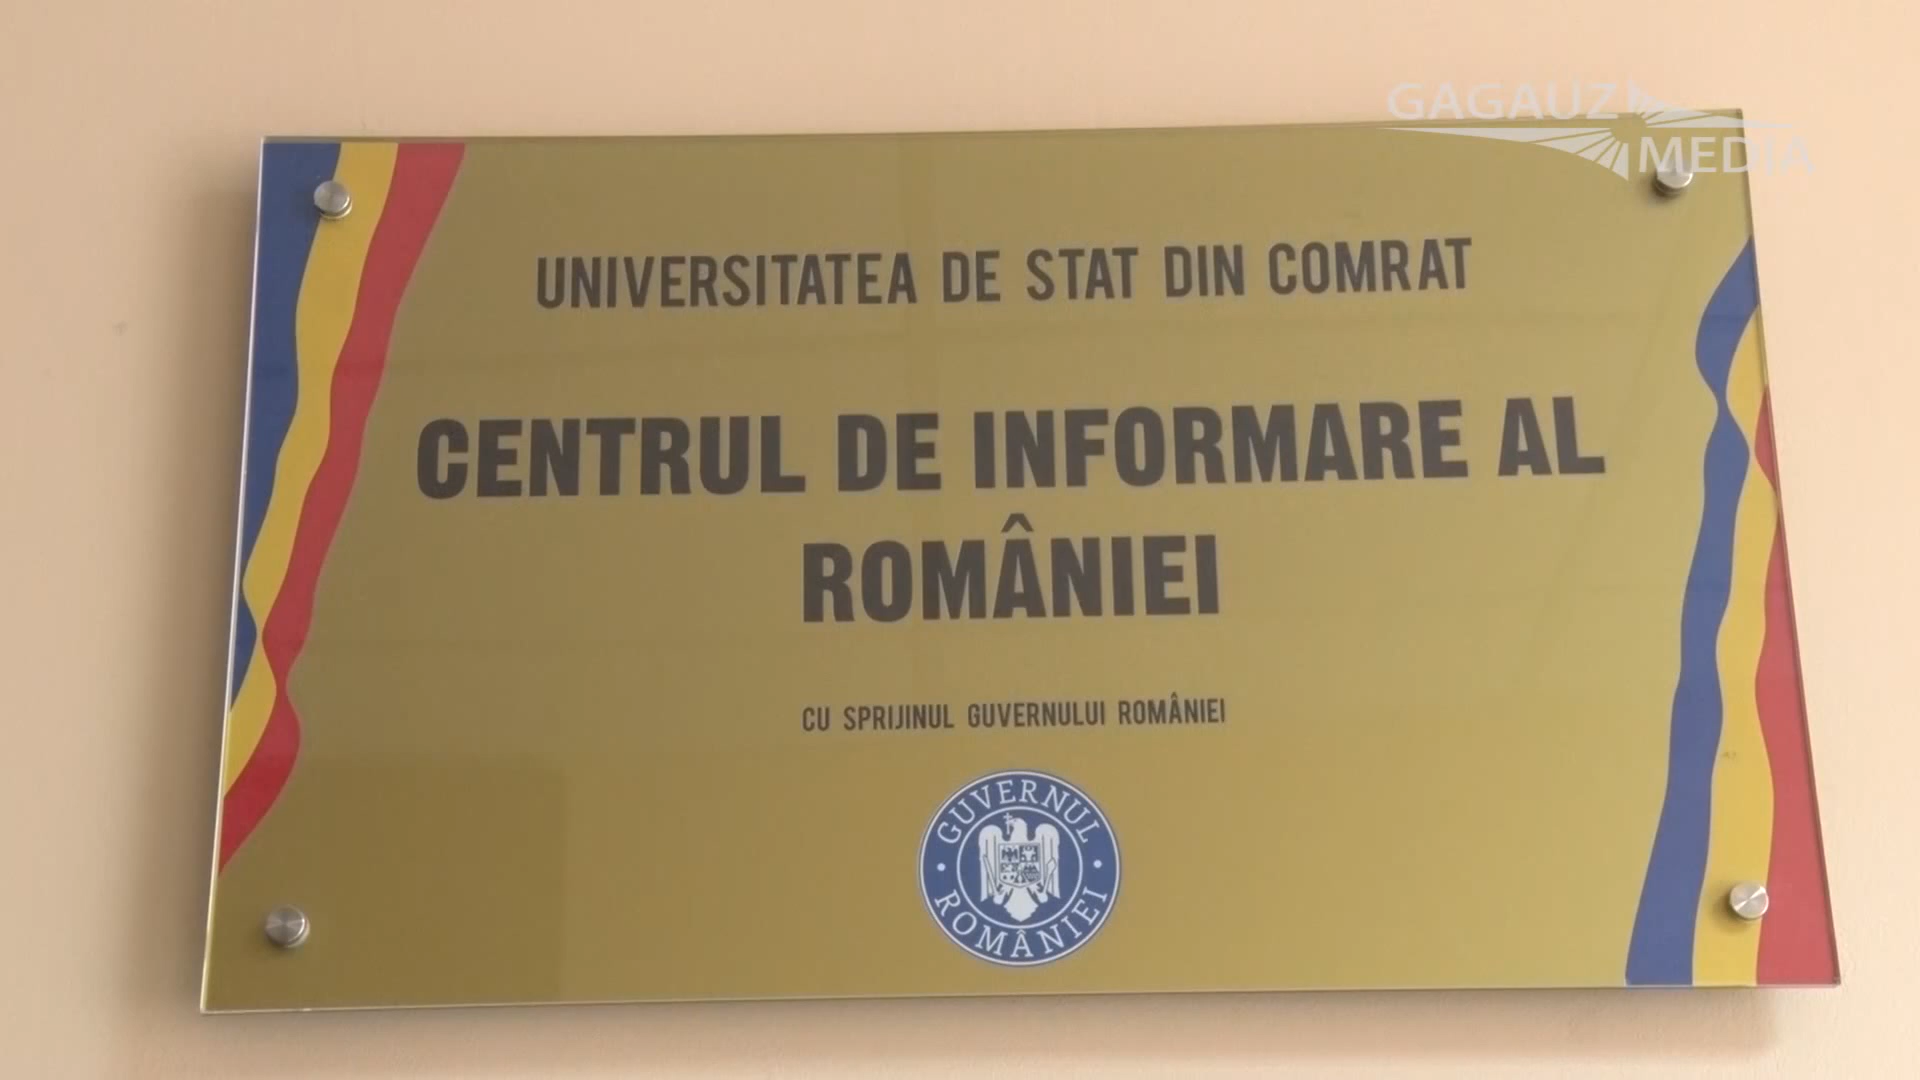 GAGAUZ
MEDIA
UNIVERSITATEA DE STAT DIN COMRAT
CENTRUL DE INFORMARE AL
ROMÂNIEI
CU SPRIJINUL GUVERNULUI ROMÂNIEI
GUVERNUL
ROMÂNIEI